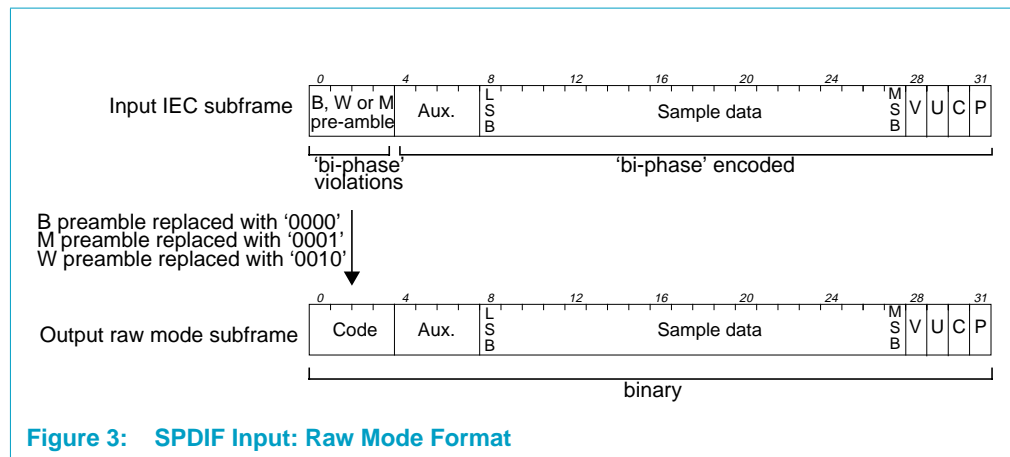 0 4 8 12 16 20 24 28 31
Input IEC subframe
B, W or M
pre-amble
Aux.
L
S
B
Sample data
M
S
B
V U C P
'bi-phase'
violations
'bi-phase' encoded
B preamble replaced with '0000'
M preamble replaced with '0001'
W preamble replaced with '0010'
0 4 8 12 16 20 24 28 31
Output raw mode subframe
Code
Aux.
L
S
B
Sample data
M
S
B
V U C P
binary
Figure 3: SPDIF Input: Raw Mode Format